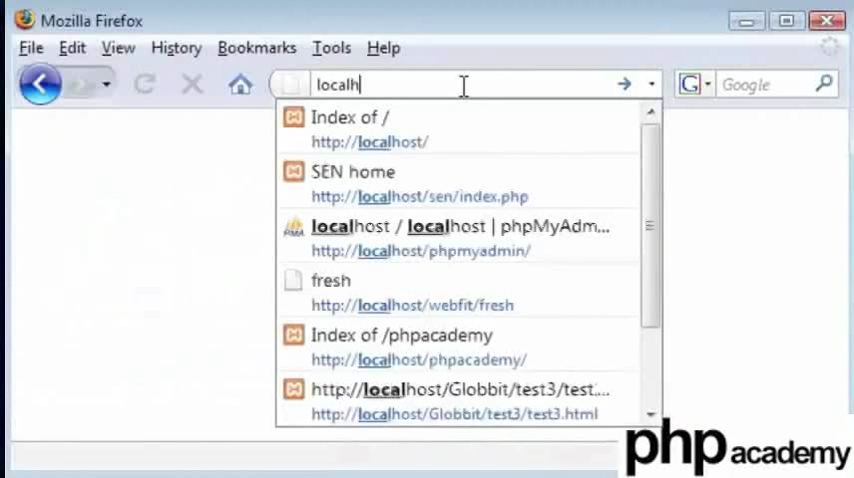 Mozilla Firefox
File Edit View History Bookmarks Tools Help
localh
Google
Index of /
http://localhost/
SEN home
http://localhost/sen/index.php
localhost / localhost | phpMyAdm...
http://localhost/phpmyadmin/
fresh
http://localhost/webfit/fresh
Index of /phpacademy
http://localhost/phpacademy/
http://localhost/Globbit/test3/test....
http://localhost/Globbit/test3/test3.html
php academy